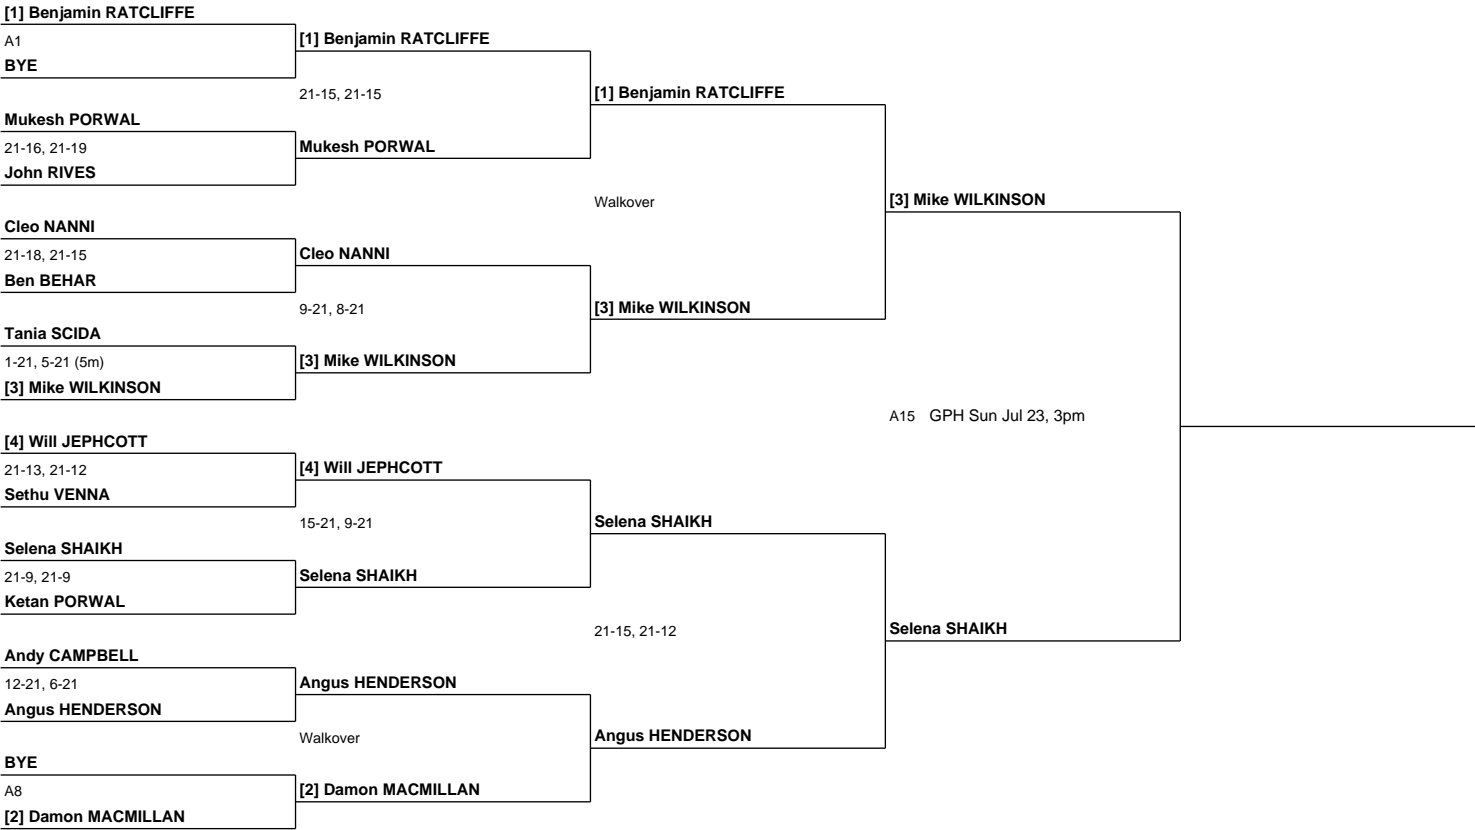 [1] Benjamin RATCLIFFE
A1
BYE
Mukesh PORWAL
21-16, 21-19
John RIVES
Cleo NANNI
21-18, 21-15
Ben BEHAR
Tania SCIDA
1-21, 5-21 (5m)
[3] Mike WILKINSON
[4] Will JEPHCOTT
21-13, 21-12
Sethu VENNA
Selena SHAIKH
21-9, 21-9
Ketan PORWAL
Andy CAMPBELL
12-21, 6-21
Angus HENDERSON
BYE
A8
[2] Damon MACMILLAN
[1] Benjamin RATCLIFFE
21-15, 21-15
Mukesh PORWAL
Cleo NANNI
9-21, 8-21
[3] Mike WILKINSON
[4] Will JEPHCOTT
15-21, 9-21
Selena SHAIKH
Angus HENDERSON
Walkover
[2] Damon MACMILLAN
[1] Benjamin RATCLIFFE
Walkover
[3] Mike WILKINSON
Selena SHAIKH
21-15, 21-12
Angus HENDERSON
[3] Mike WILKINSON
A15 GPH Sun Jul 23, 3pm
Selena SHAIKH